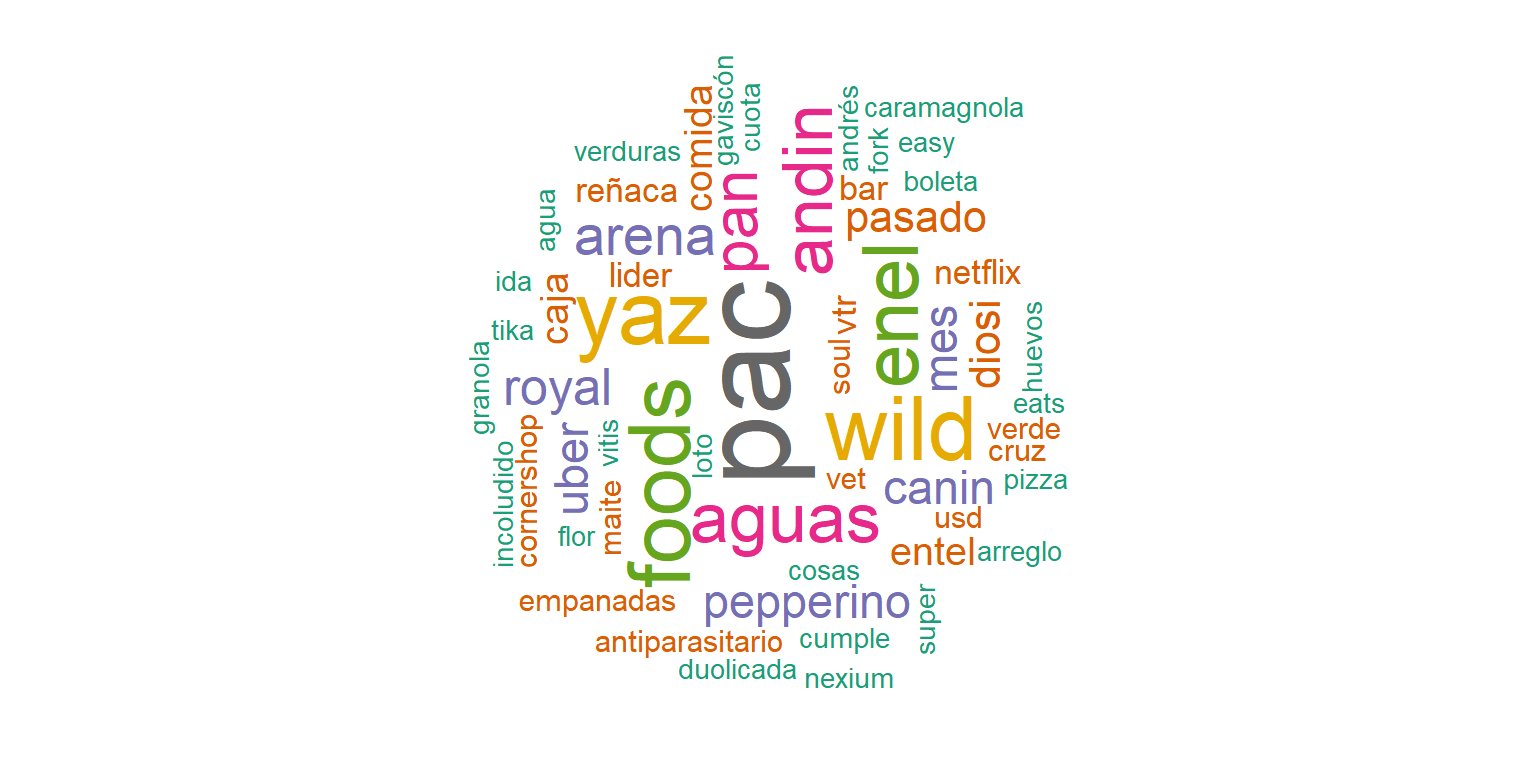 gaviscón
cuota
comida
andin
andrés
caramagnola
fork
easy
verduras
pan
bar
boleta
reñaca
agua
arena
pasado
enel
netflix
ida
lider
caja
yaz
pac
vtr
soul
mes
diosi
huevos
tika
granola
royal
foods
wild
eats
verde
cruz
cornershop
incoludido
uber
vitis
loto
vet
canin
pizza
maite
flor
aguas
usd
entel
arreglo
cosas
empanadas
pepperino
super
antiparasitario
cumple
duolicada
nexium